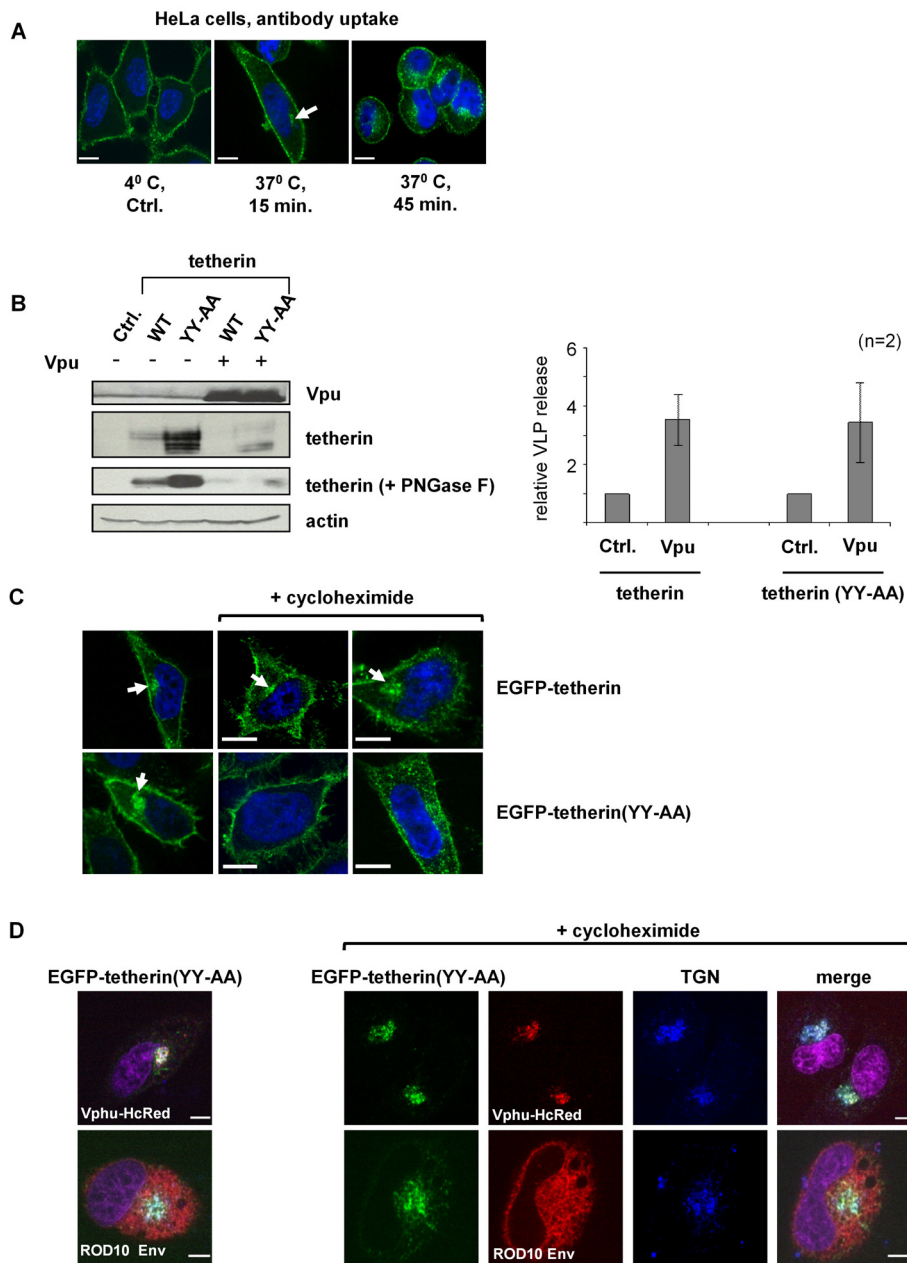 A
HeLa cells, antibody uptake
4⁰ C,
Ctrl.
37⁰ C,
15 min.
37⁰ C,
45 min.
B
tetherin
Ctrl.
WT
YY-AA
WT
YY-AA
Vpu - - - + +
Vpu
tetherin
tetherin (+ PNGase F)
actin
(n=2)
relative VLP release
6
4
2
Ctrl. Vpu Ctrl. Vpu
tetherin tetherin (YY-AA)
C
+ cycloheximide
EGFP-tetherin
EGFP-tetherin(YY-AA)
D
+ cycloheximide
EGFP-tetherin(YY-AA) EGFP-tetherin(YY-AA) TGN merge
Vphu-HcRed Vphu-HcRed
ROD10 Env ROD10 Env